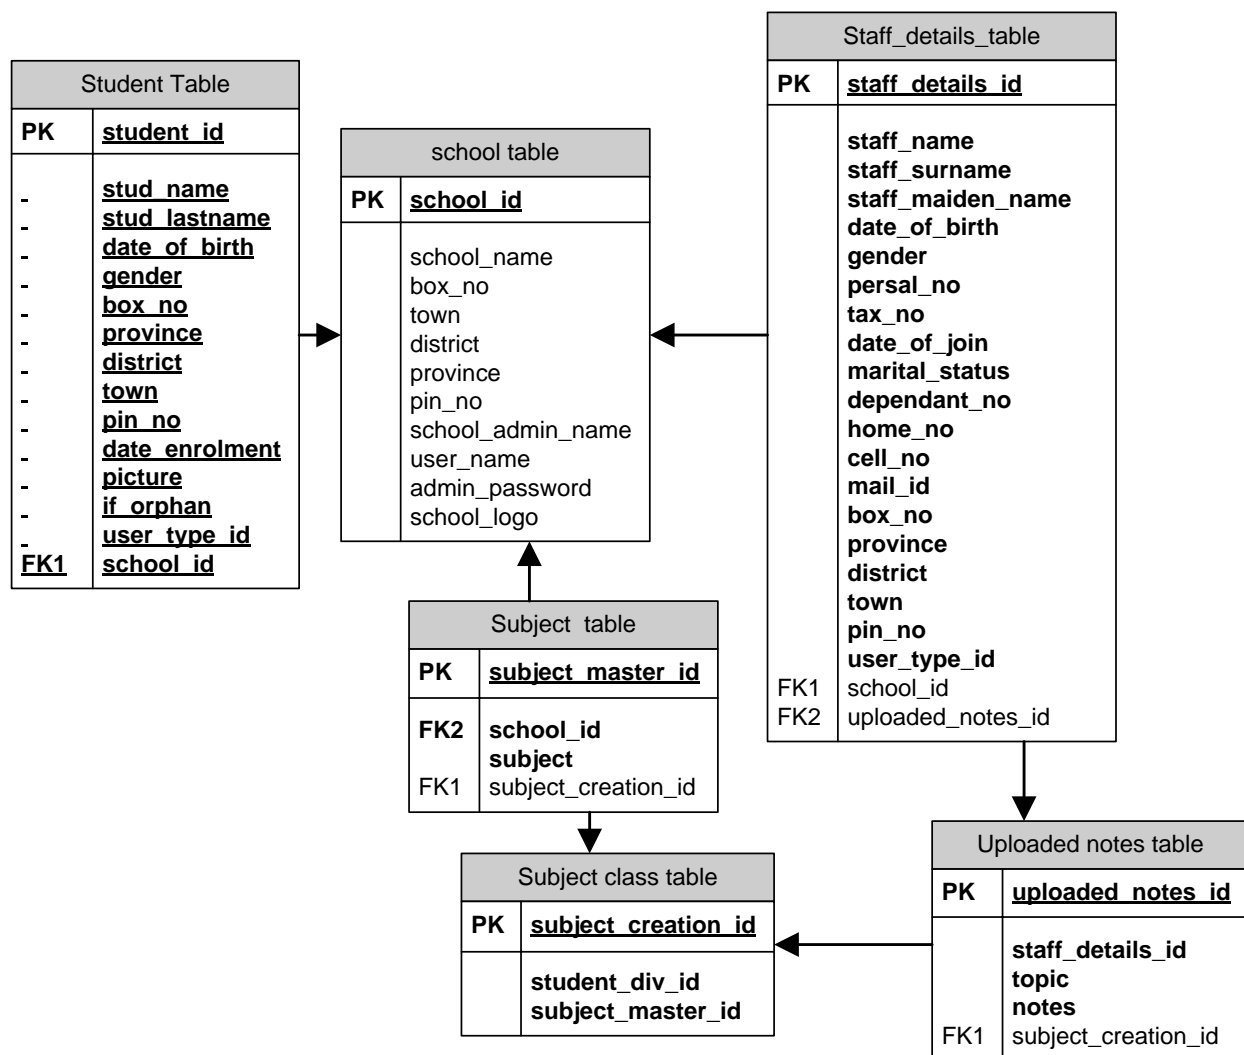 Student Table
PK student_id
_ stud_name
_ stud_lastname
_ date_of_birth
_ gender
_ box_no
_ province
_ district
_ town
_ pin_no
_ date_enrolment
_ picture
_ if_orphan
_ user_type_id
FK1 school_id
school table
PK school_id
school_name
box_no
town
district
province
pin_no
school_admin_name
user_name
admin_password
school_logo
Staff_details_table
PK staff_details_id
staff_name
staff_surname
staff_maiden_name
date_of_birth
gender
persal_no
tax_no
date_of_join
marital_status
dependant_no
home_no
cell_no
mail_id
box_no
province
district
town
pin_no
user_type_id
FK1 school_id
FK2 uploaded_notes_id
Subject table
PK subject_master_id
FK2 school_id
subject
FK1 subject_creation_id
Subject class table
PK subject_creation_id
student_div_id
subject_master_id
Uploaded notes table
PK uploaded_notes_id
staff_details_id
topic
notes
FK1 subject_creation_id